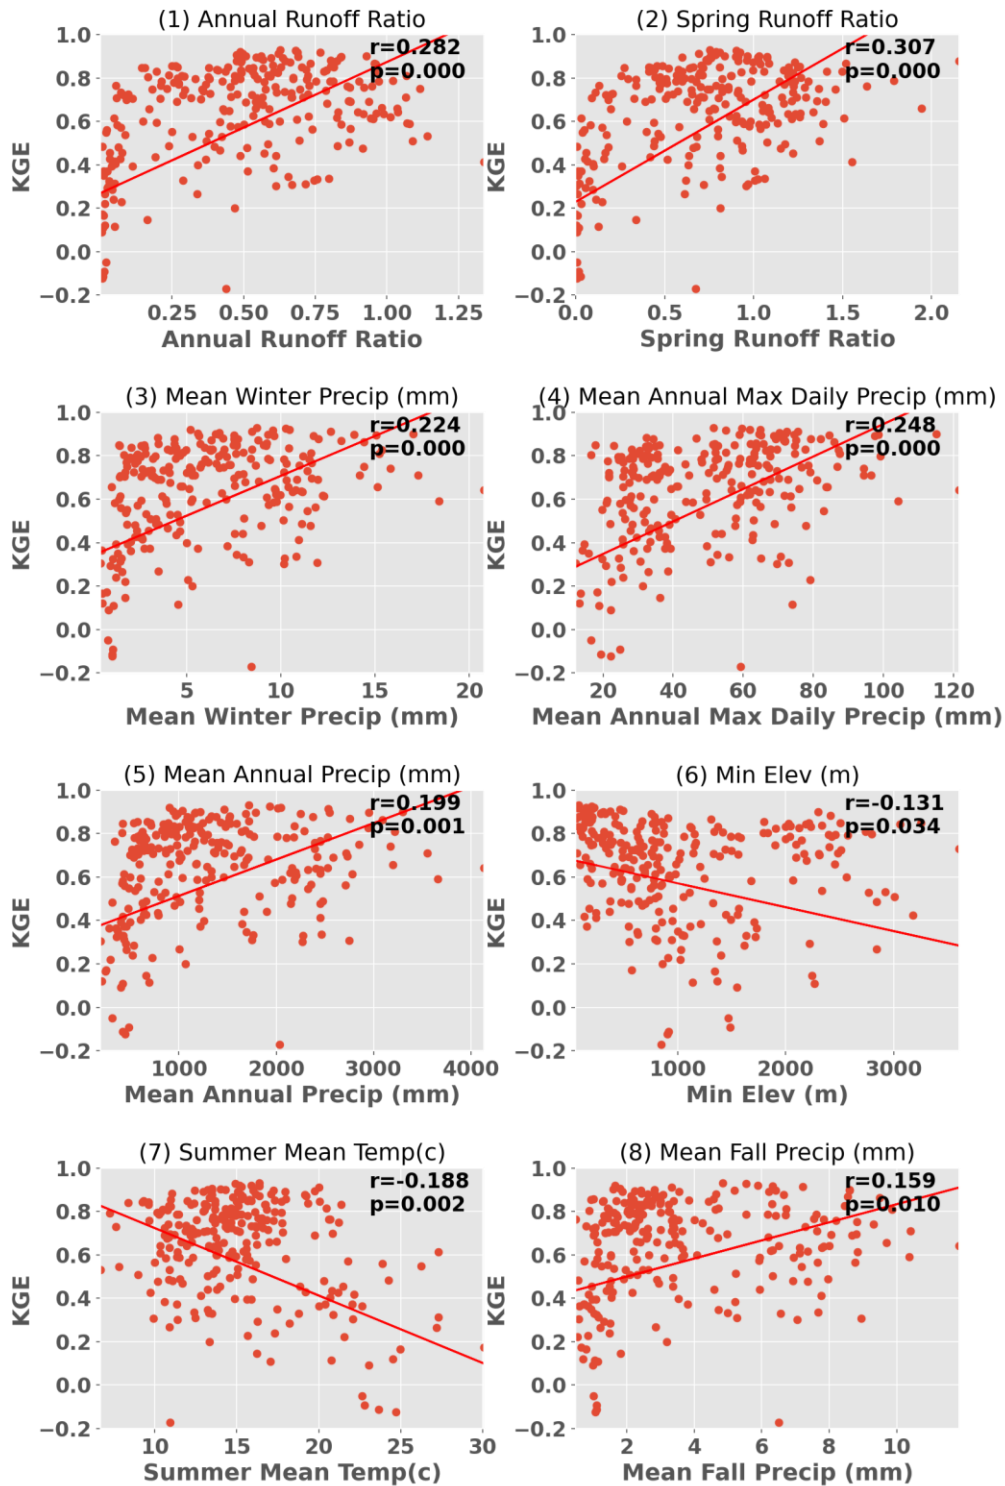 (1) Annual Runoff Ratio
(2) Spring Runoff Ratio
1.0
0.8
0.6
0.4
0.2
0.0
−0.2
KGE
r=0.282
p=0.000
0.25
0.50
0.75
1.00
1.25
Annual Runoff Ratio
1.0
0.8
0.6
0.4
0.2
0.0
−0.2
KGE
r=0.307
p=0.000
0.0
0.5
1.0
1.5
2.0
Spring Runoff Ratio
(3) Mean Winter Precip (mm)
(4) Mean Annual Max Daily Precip (mm)
1.0
0.8
0.6
0.4
0.2
0.0
−0.2
KGE
r=0.224
p=0.000
5
10
15
20
Mean Winter Precip (mm)
1.0
0.8
0.6
0.4
0.2
0.0
−0.2
KGE
r=0.248
p=0.000
20
40
60
80
100
120
Mean Annual Max Daily Precip (mm)
(5) Mean Annual Precip (mm)
(6) Min Elev (m)
1.0
0.8
0.6
0.4
0.2
0.0
−0.2
KGE
r=0.199
p=0.001
1000
2000
3000
4000
Mean Annual Precip (mm)
1.0
0.8
0.6
0.4
0.2
0.0
−0.2
KGE
r=-0.131
p=0.034
1000
2000
3000
Min Elev (m)
(7) Summer Mean Temp(c)
(8) Mean Fall Precip (mm)
1.0
0.8
0.6
0.4
0.2
0.0
−0.2
KGE
r=-0.188
p=0.002
10
15
20
25
30
Summer Mean Temp(c)
1.0
0.8
0.6
0.4
0.2
0.0
−0.2
KGE
r=0.159
p=0.010
2
4
6
8
10
Mean Fall Precip (mm)